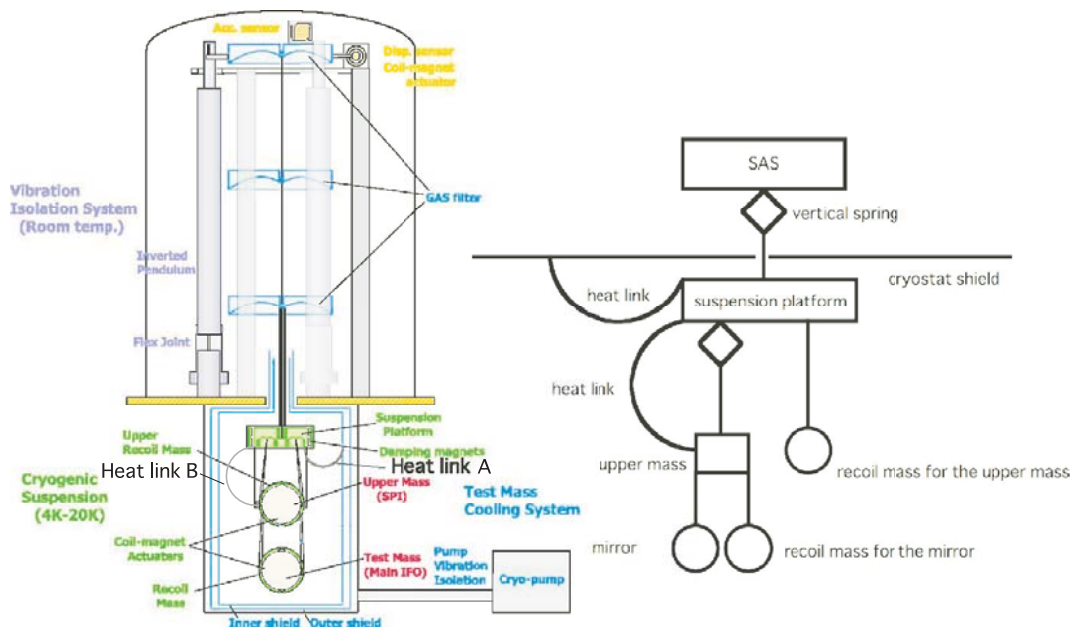 Acc. sensor
Disp. sensor
Coil-magnet
actuator
Vibration
Isolation System
(Room temp.)
GAS filter
Inverted
Pendulum
Flex Joint
Suspension
Platform
Damping magnets
Upper
Recoil Mass
Heat link B
Heat link A
Upper Mass
(SPI)
Cryogenic
Suspension
(4K-20K)
Test Mass
Cooling System
Coil-magnet
Actuators
Test Mass
(Main IFO)
Pump
Vibration
Isolation
Cryo-pump
Recoil
Mass
Inner shield
Outer shield
SAS
vertical spring
cryostat shield
heat link
suspension platform
heat link
upper mass
recoil mass for the upper mass
mirror
recoil mass for the mirror